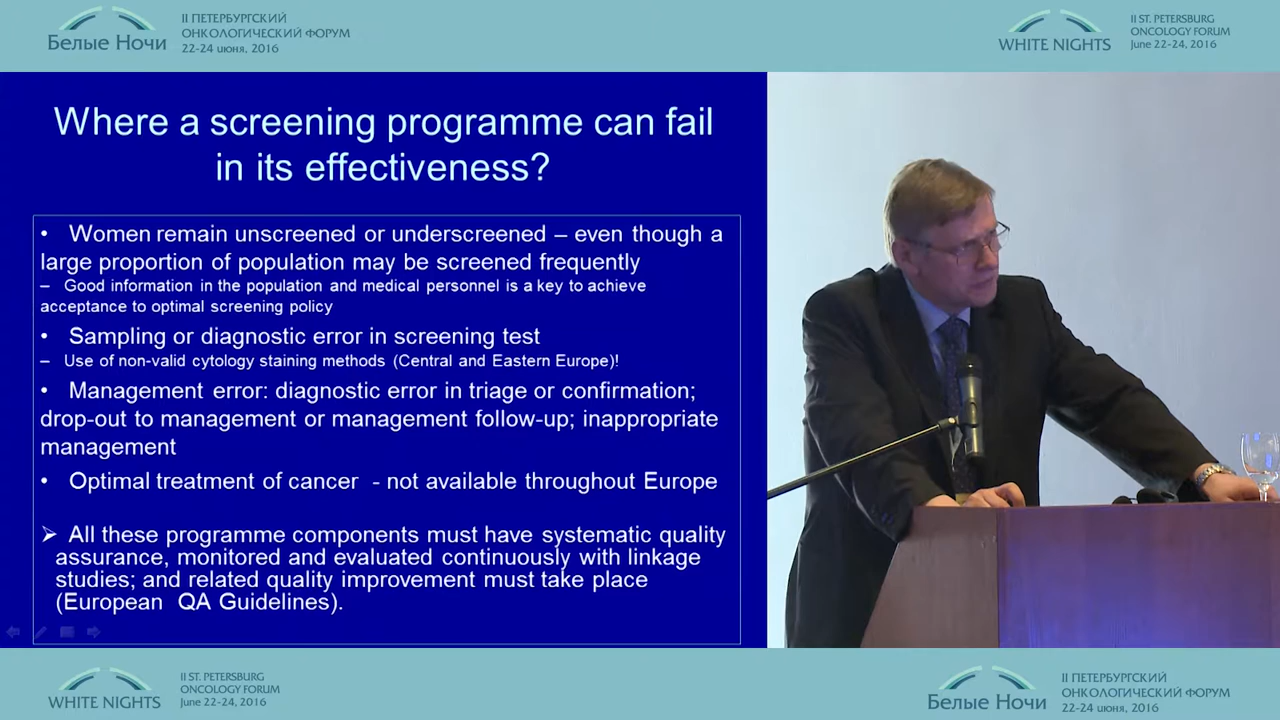 Белые Ночи
II ПЕТЕРБУРГСКИЙ
ОНКОЛОГИЧЕСКИЙ ФОРУМ
22-24 июня, 2016
WHITE NIGHTS
II ST. PETERSBURG
ONCOLOGY FORUM
June 22-24, 2016
Where a screening programme can fail
in its effectiveness?
• Women remain unscreened or underscreened – even though a
large proportion of population may be screened frequently
– Good information in the population and medical personnel is a key to achieve
acceptance to optimal screening policy
• Sampling or diagnostic error in screening test
– Use of non-valid cytology staining methods (Central and Eastern Europe)!
• Management error: diagnostic error in triage or confirmation;
drop-out to management or management follow-up; inappropriate
management
• Optimal treatment of cancer - not available throughout Europe
➢ All these programme components must have systematic quality
assurance, monitored and evaluated continuously with linkage
studies; and related quality improvement must take place
(European QA Guidelines).
WHITE NIGHTS
II ST. PETERSBURG
ONCOLOGY FORUM
June 22-24, 2016
Белые Ночи
II ПЕТЕРБУРГСКИЙ
ОНКОЛОГИЧЕСКИЙ ФОРУМ
22-24 июня, 2016